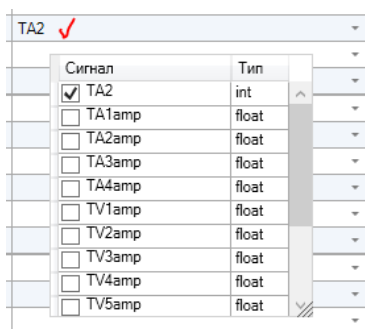 TA2
Сигнал Тип
TA2 int
TA1amp float
TA2amp float
TA3amp float
TA4amp float
TV1amp float
TV2amp float
TV3amp float
TV4amp float
TV5amp float